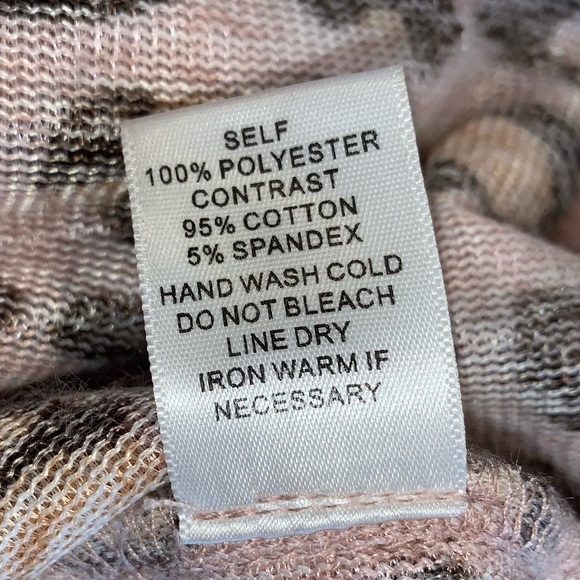 SELF
100% POLYESTER
CONTRAST
95% COTTON
5% SPANDEX
HAND WASH COLD
DO NOT BLEACH
LINE DRY
IRON WARM IF
NECESSARY